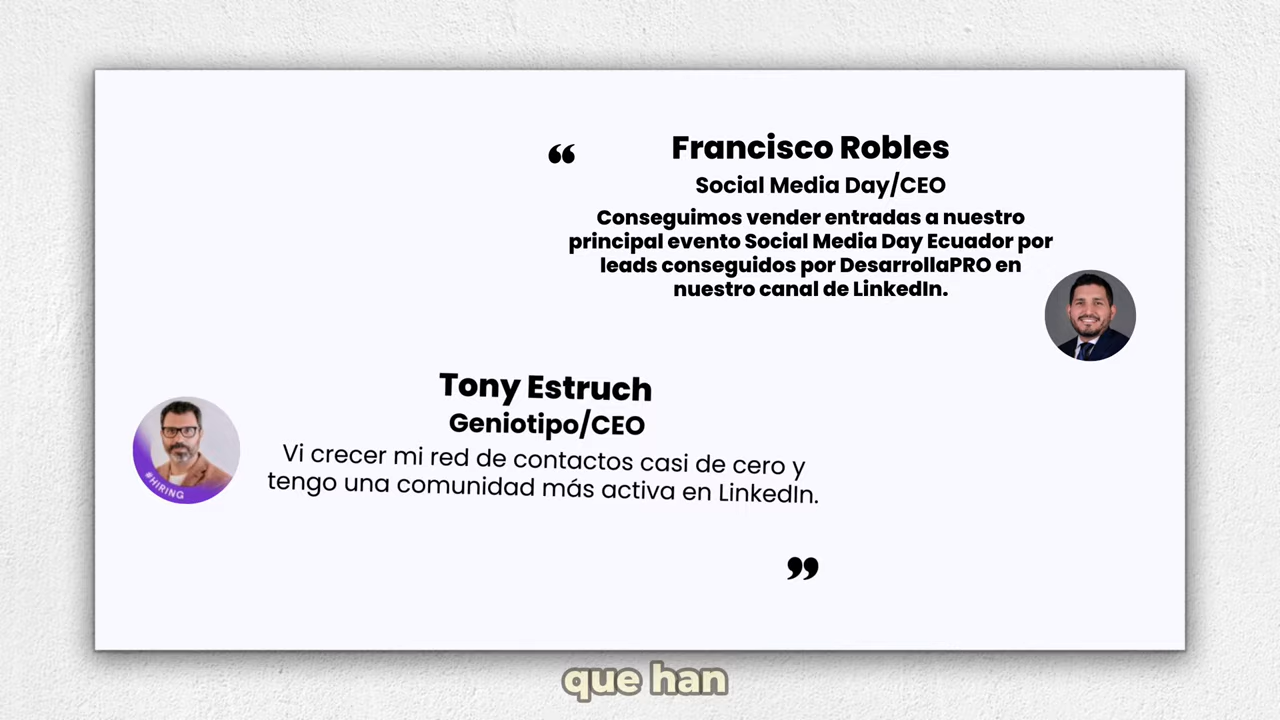 “
Francisco Robles
Social Media Day/CEO
Conseguimos vender entradas a nuestro
principal evento Social Media Day Ecuador por
leads conseguidos por DesarrollaPRO en
nuestro canal de LinkedIn.
Tony Estruch
Geniotipo/CEO
Vi crecer mi red de contactos casi de cero y
tengo una comunidad más activa en LinkedIn.
#HIRING
”
que han